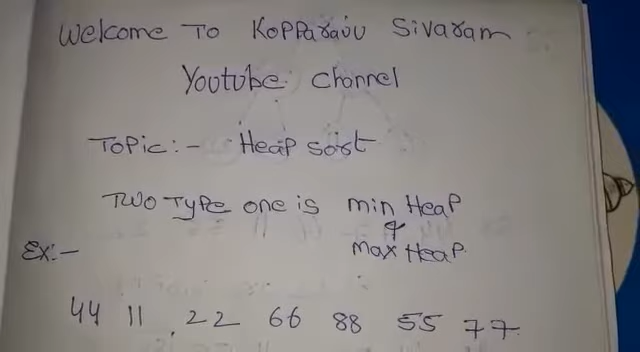 Welcome To Kopparavu Sivaram
Youtube Channel
Topic:- Heap sort
Two Type one is min Heap
&
max Heap
Ex:-
44 11 22 66 88 55 77